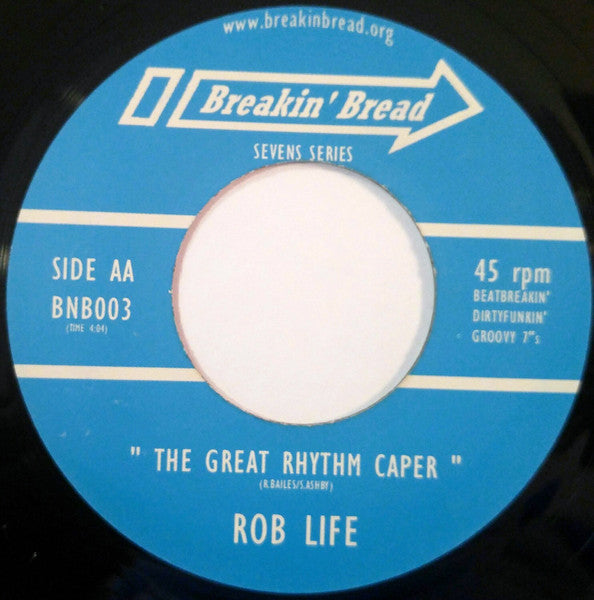 www.breakinbread.org
Breakin' Bread
SEVENS SERIES
SIDE AA
BNB003
(TIME 4:04)
45 rpm
BEATBREAKIN'
DIRTYFUNKIN'
GROOVY 7"s
" THE GREAT RHYTHM CAPER "
(R.BAILES/S.ASHBY)
ROB LIFE